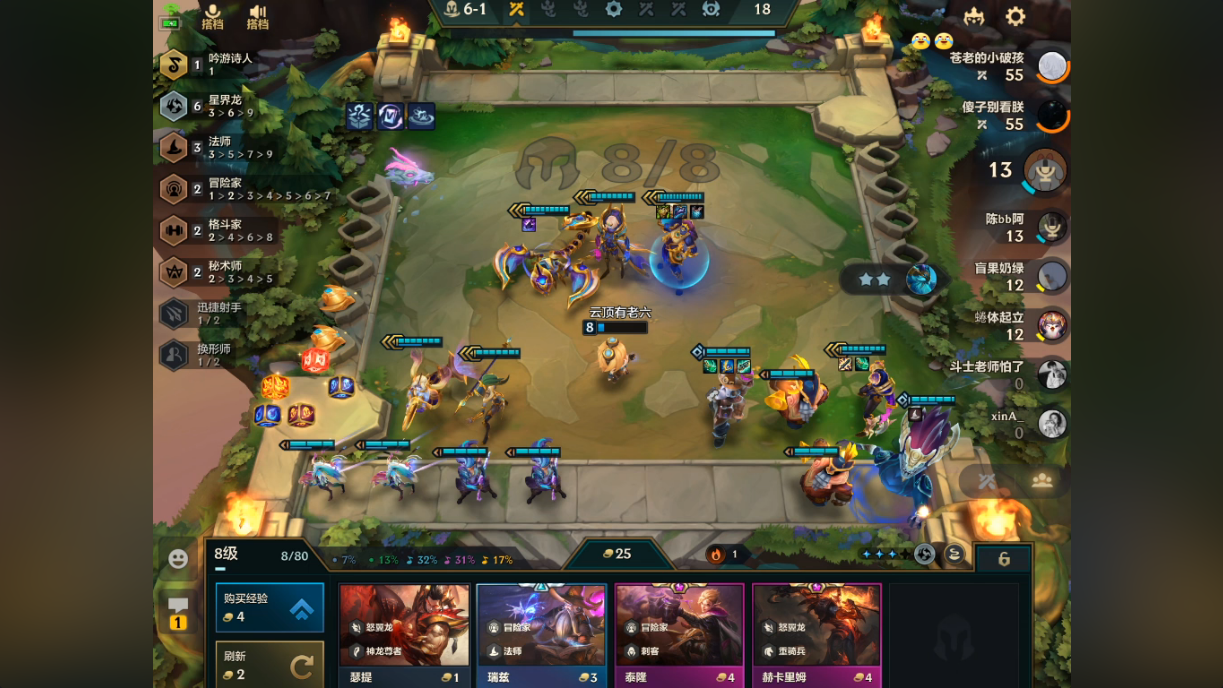 6-1
18
搭档
搭档
1 吟游诗人
1
6 星界龙
3 > 6 > 9
3 法师
3 > 5 > 7 > 9
2 冒险家
1 > 2 > 3 > 4 > 5 > 6 > 7
2 格斗家
2 > 4 > 6 > 8
2 秘术师
2 > 3 > 4 > 5
迅捷射手
1 / 2
换形师
1 / 2
8/8
云顶有老六
8
苍老的小破孩
55
傻子别看朕
55
13
陈bb阿
13
盲果奶绿
12
蜷体起立
12
斗士老师怕了
0
xinA_
0
8级
8/80
7%
13%
32%
31%
17%
25
1
6
购买经验
4
刷新
2
1
怒翼龙
神龙尊者
瑟提
1
冒险家
法师
瑞兹
3
冒险家
刺客
泰隆
4
怒翼龙
重骑兵
赫卡里姆
4